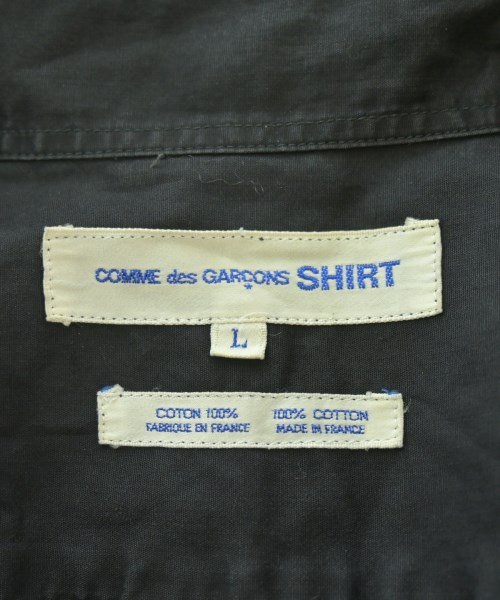 COMME des GARÇONS SHIRT
L
COTON 100% 100% COTTON
FABRIQUE EN FRANCE MADE IN FRANCE